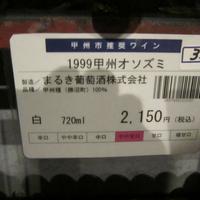 甲州市推奨ワイン
1999甲州オソズミ
製造:まるき葡萄酒株式会社
品種:甲州種(勝沼町)100%
白 720ml 2,150円(税込)
辛口 やや辛口 中口 やや甘口 甘口 極甘口